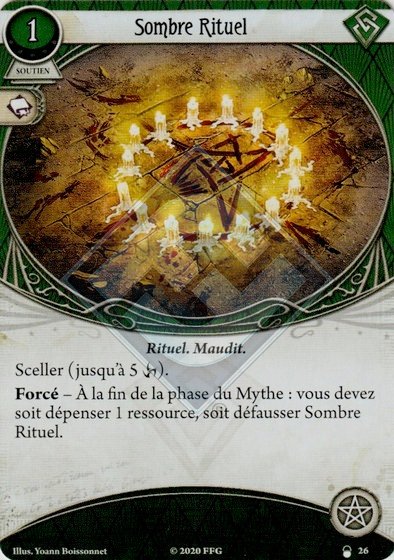 1
Sombre Rituel
SOUTIEN
Rituel. Maudit.
Sceller (jusqu'à 5 ).
Forcé – À la fin de la phase du Mythe : vous devez
soit dépenser 1 ressource, soit défausser Sombre
Rituel.
Illus. Yoann Boissonnet
© 2020 FFG
26